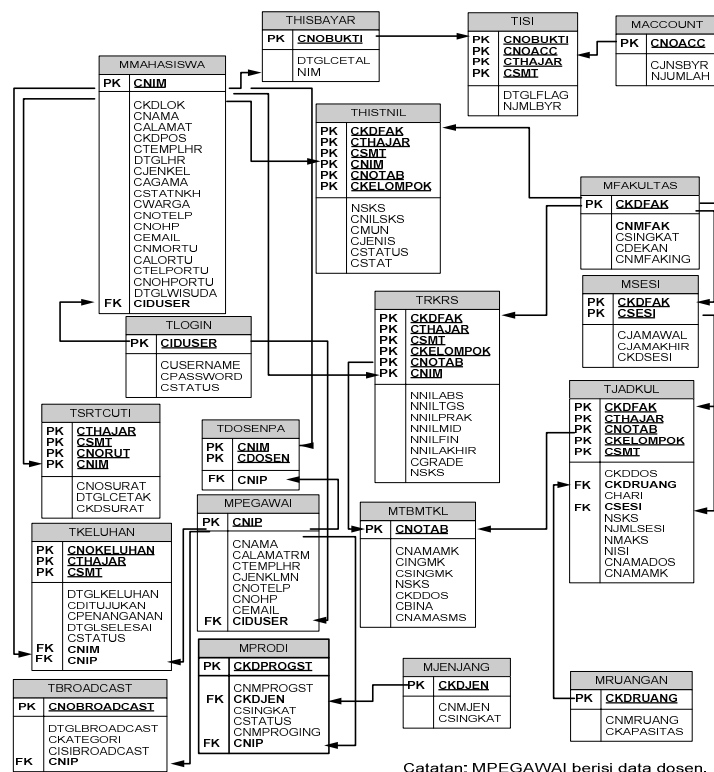 THISBAYAR
PK CNOBUKTI
DTGLCETAL
NIM
TISI
PK CNOBUKTI
PK CNOACC
PK CTHAJAR
PK CSMT
DTGLFLAG
NJMLBYR
MACCOUNT
PK CNOACC
CJNSBYR
NJUMLAH
MMAHASISWA
PK CNIM
CKDLOK
CNAMA
CALAMAT
CKDPOS
CTEMPLHR
DTGLHR
CJENKEL
CAGAMA
CSTATNKH
CWARGA
CNOTELP
CNOHP
CEMAIL
CNMORTU
CALORTU
CTELPORTU
CNOHPORTU
DTGLWISUDA
FK CIDUSER
THISTNIL
PK CKDFAK
PK CTHAJAR
PK CSMT
PK CNIM
PK CNOTAB
PK CKELOMPOK
NSKS
CNILSKS
CMUN
CJENIS
CSTATUS
CSTAT
MFAKULTAS
PK CKDFAK
CNMFAK
CSINGKAT
CDEKAN
CNMFAKING
MSESI
PK CKDFAK
PK CSESI
CJAMAWAL
CJAMAKHIR
CKDSESI
TRKRS
PK CKDFAK
PK CTHAJAR
PK CSMT
PK CKELOMPOK
PK CNOTAB
PK CNIM
NNILABS
NNILTGS
NNILPRAK
NNILMID
NNILFIN
NNILAKHIR
CGRADE
NSKS
TLOGIN
PK CIDUSER
CUSERNAME
CPASSWORD
CSTATUS
TJADKUL
PK CKDFAK
PK CTHAJAR
PK CNOTAB
PK CKELOMPOK
PK CSMT
CKDDOS
FK CKDRUANG
CHARI
FK CSESI
NSKS
NJMLSESI
NMAKS
NISI
CNAMADOS
CNAMAMK
TSRTCUTI
PK CTHAJAR
PK CSMT
PK CNORUT
PK CNIM
CNOSURAT
DTGLCETAK
CKDSURAT
TDOSENPA
PK CNIM
PK CDOSEN
FK CNIP
MPEGAWAI
PK CNIP
CNAMA
CALAMATRM
CTEMPLHR
CJENKLMN
CNOTELP
CNOHP
CEMAIL
FK CIDUSER
MTBMTKL
PK CNOTAB
CNAMAMK
CINGMK
CSINGMK
NSKS
CKDDOS
CBINA
CNAMASMS
TKELUHAN
PK CNOKELUHAN
PK CTHAJAR
PK CSMT
DTGLKELUHAN
CDITUJUKAN
CPENANGANAN
DTGLSELESAI
CSTATUS
FK CNIM
FK CNIP
MPRODI
PK CKDPROGST
CNMPROGST
FK CKDJEN
CSINGKAT
CSTATUS
CNMPROGING
FK CNIP
MJENJANG
PK CKDJEN
CNMJEN
CSINGKAT
MRUANGAN
PK CKDRUANG
CNMRUANG
CKAPASITAS
TBROADCAST
PK CNOBROADCAST
DTGLBROADCAST
CKATEGORI
CISIBROADCAST
FK CNIP
Catatan: MPEGAWAI berisi data dosen,